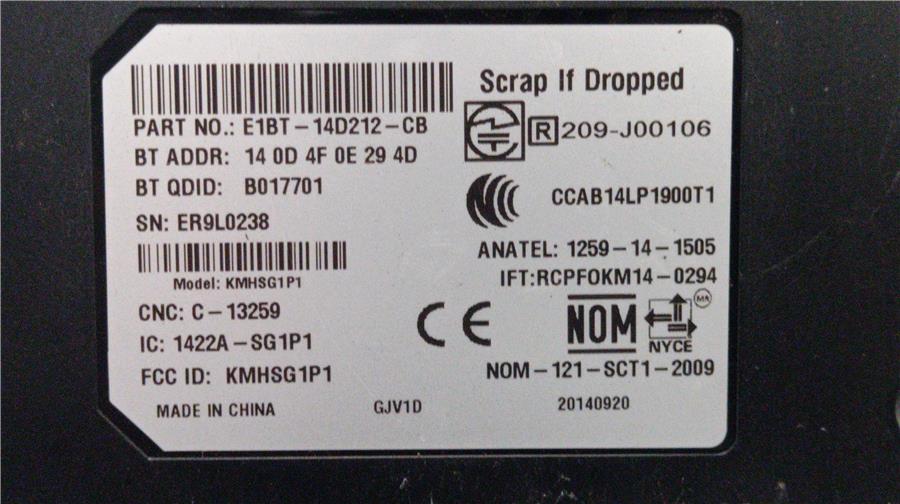 Scrap If Dropped
PART NO.: E1BT-14D212-CB
R 209-J00106
BT ADDR: 14 0D 4F 0E 29 4D
BT QDID: B017701
CCAB14LP1900T1
SN: ER9L0238
ANATEL: 1259-14-1505
IFT:RCPFOKM14-0294
Model: KMHSG1P1
CNC: C-13259
CE
NOM
MR
NYCE
IC: 1422A-SG1P1
NOM-121-SCT1-2009
FCC ID: KMHSG1P1
MADE IN CHINA
GJV1D
20140920